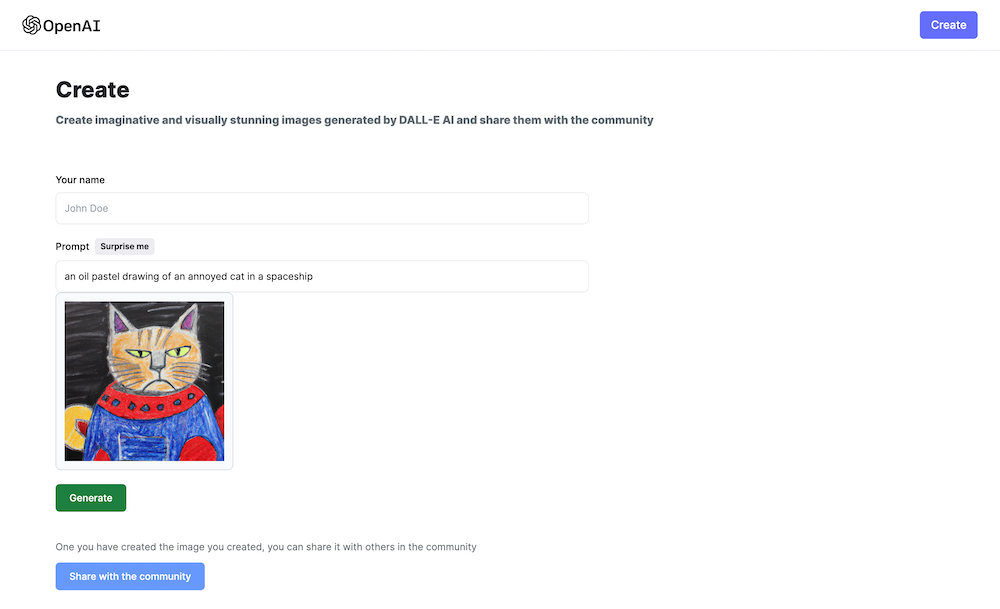 OpenAI
Create
Create
Create imaginative and visually stunning images generated by DALL-E AI and share them with the community
Your name
John Doe
Prompt Surprise me
an oil pastel drawing of an annoyed cat in a spaceship
Generate
One you have created the image you created, you can share it with others in the community
Share with the community